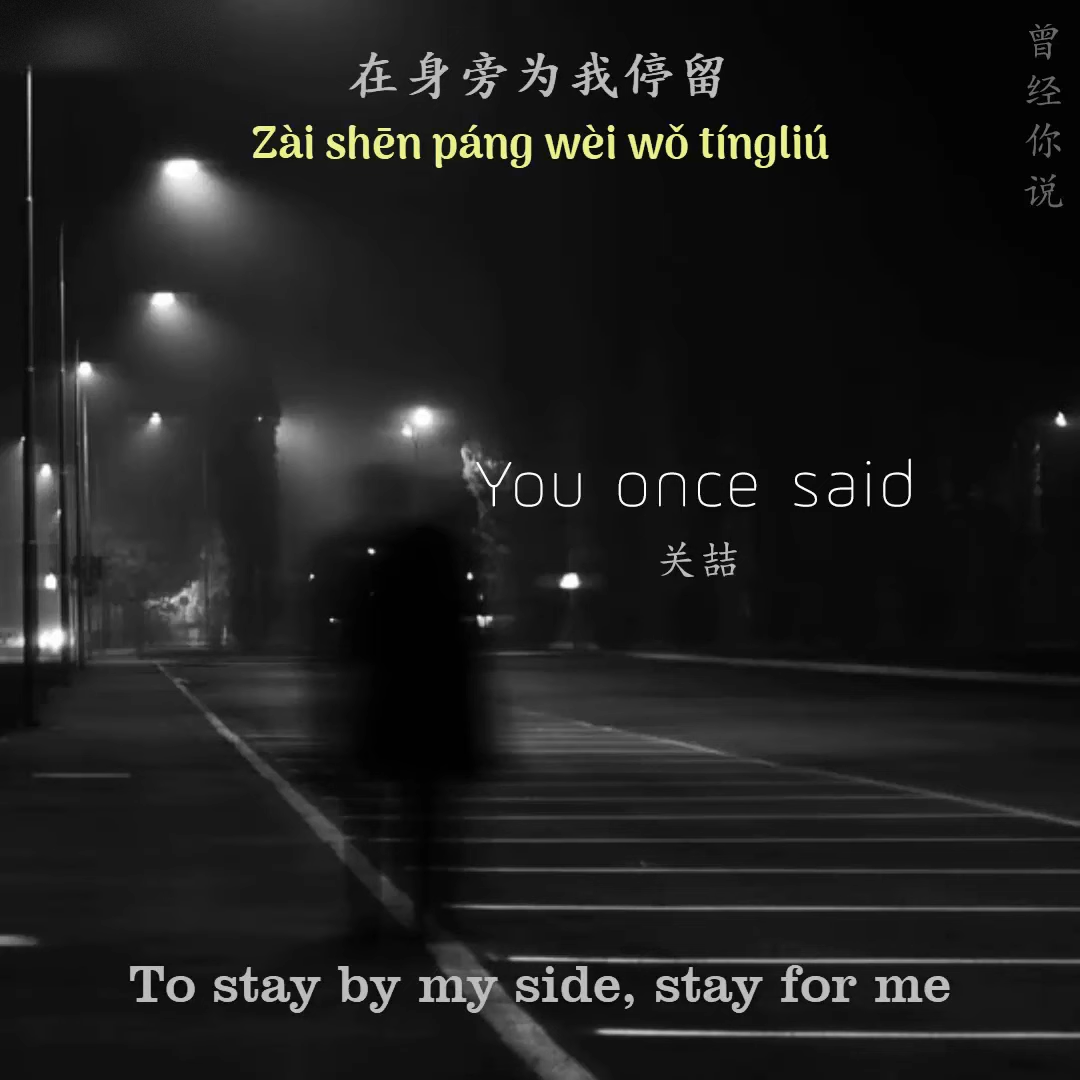 在身旁为我停留
Zài shēn páng wèi wǒ tíngliú
曾经你说
You once said
关喆
To stay by my side, stay for me